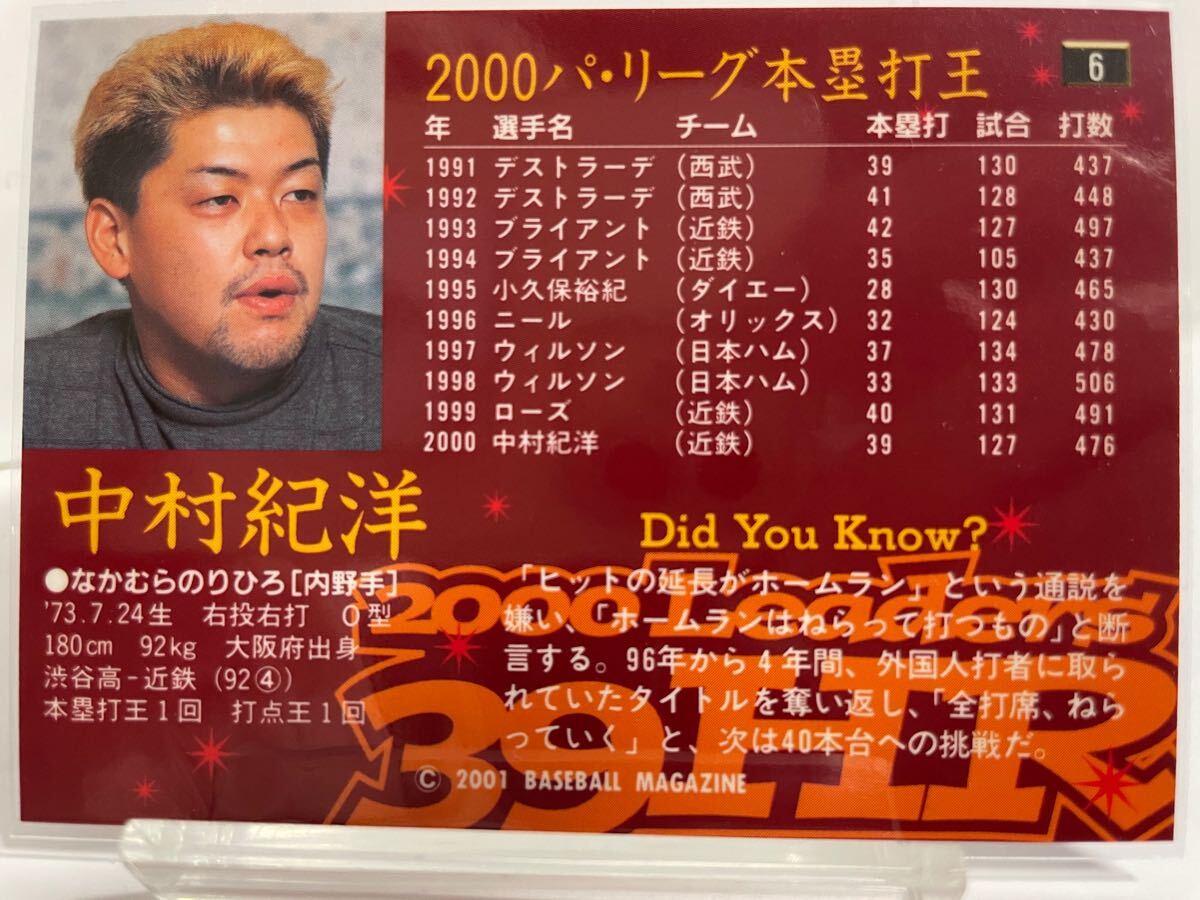 2000パ・リーグ本塁打王
6
年 選手名 チーム 本塁打 試合 打数
1991 デストラーデ (西武) 39 130 437
1992 デストラーデ (西武) 41 128 448
1993 ブライアント (近鉄) 42 127 497
1994 ブライアント (近鉄) 35 105 437
1995 小久保裕紀 (ダイエー) 28 130 465
1996 ニール (オリックス) 32 124 430
1997 ウィルソン (日本ハム) 37 134 478
1998 ウィルソン (日本ハム) 33 133 506
1999 ローズ (近鉄) 40 131 491
2000 中村紀洋 (近鉄) 39 127 476
中村紀洋
●なかむらのりひろ[内野手]
'73.7.24生 右投右打 O型
180cm 92kg 大阪府出身
渋谷高-近鉄 (92④)
本塁打王1回 打点王1回
Did You Know?
「ヒットの延長がホームラン」という通説を
嫌い、「ホームランはねらって打つもの」と断
言する。96年から4年間、外国人打者に取ら
れていたタイトルを奪い返し、「全打席、ねら
っていく」と、次は40本台への挑戦だ。
2000 Leaders
39HR
© 2001 BASEBALL MAGAZINE